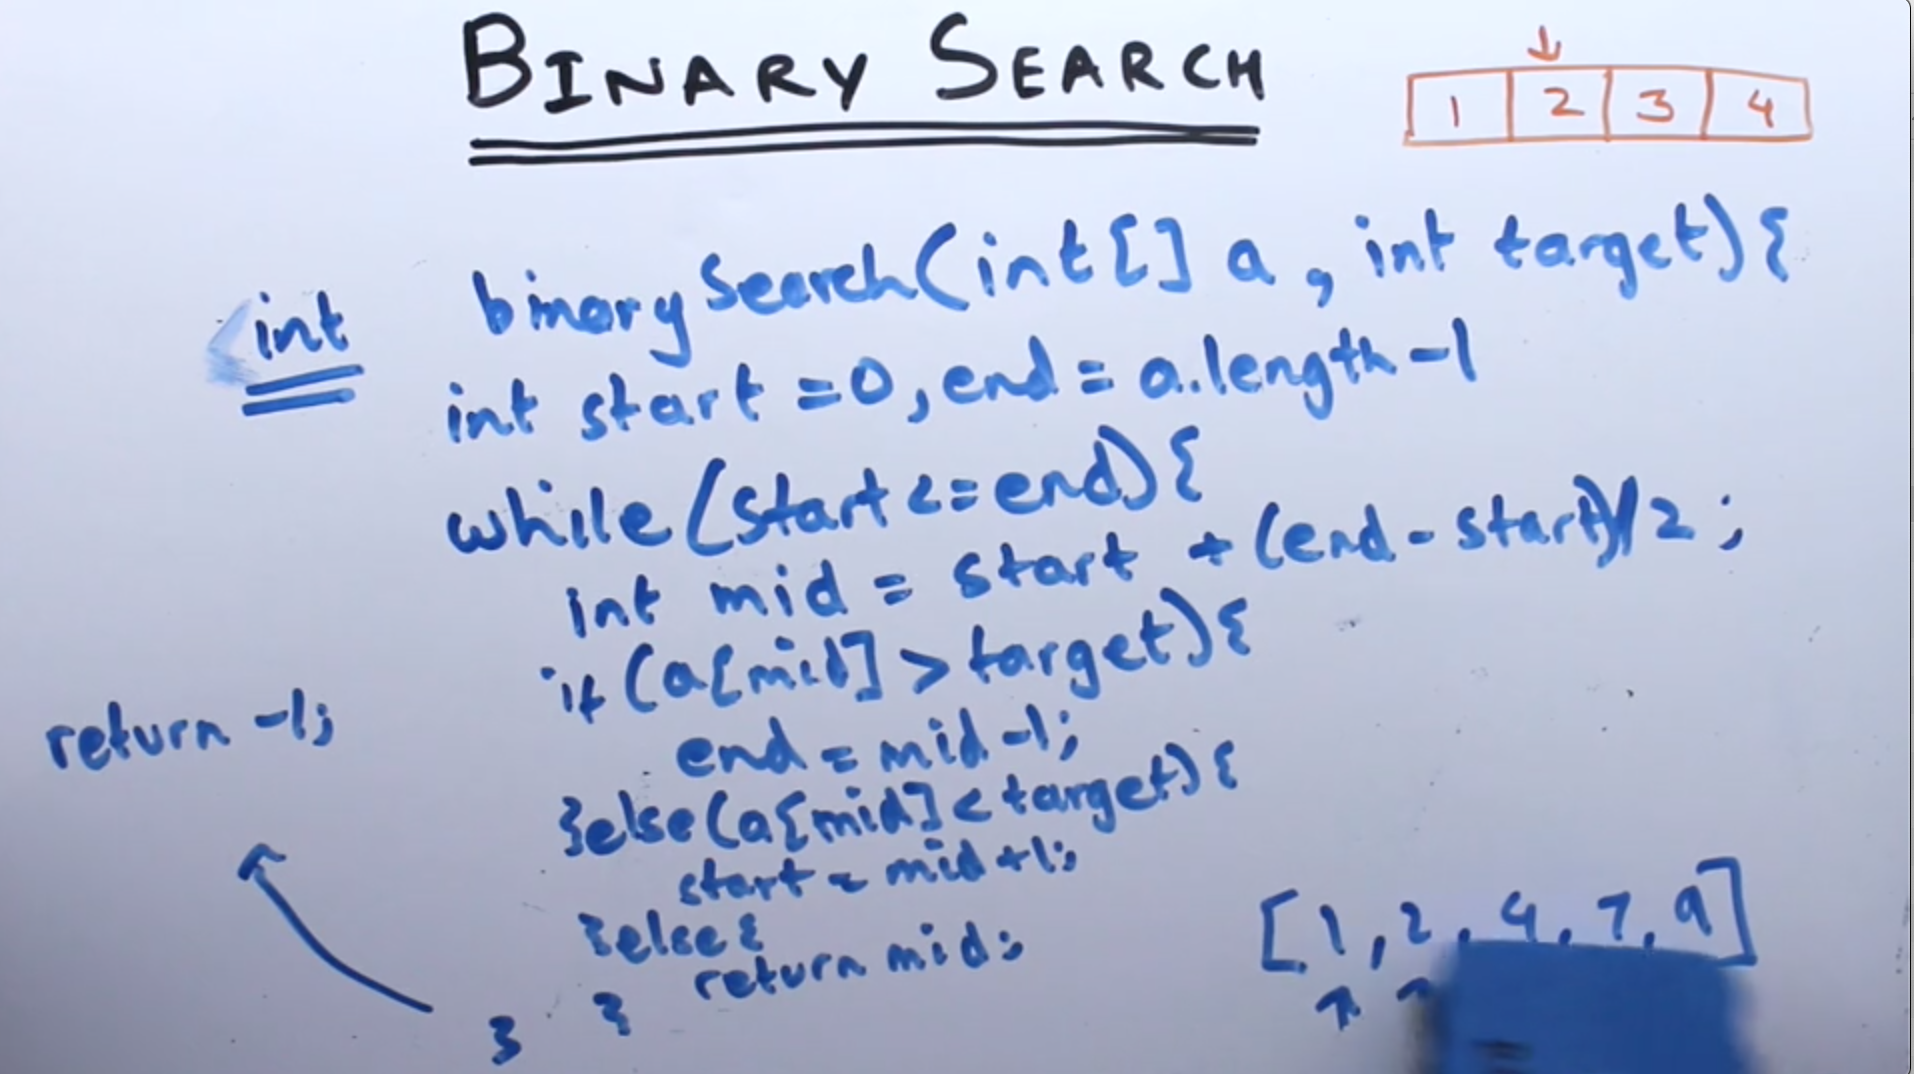 BINARY SEARCH
1 2 3 4
int binarySearch(int[] a, int target){
int start =0, end = a.length-1
while(start<=end){
int mid = start + (end-start)/2;
if(a[mid]>target){
end = mid-1;
return -1;
}else(a[mid]<target){
start = mid+1;
}else{
return mid;
}
}
[1,2,4,7,9]